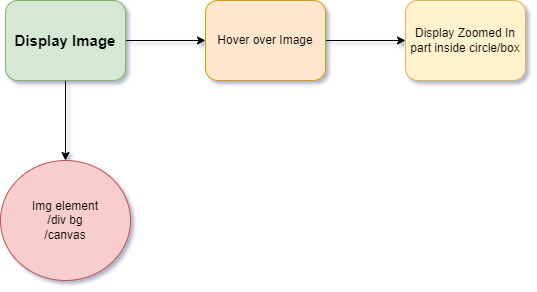 Display Image
Hover over Image
Display Zoomed In
part inside circle/box
Img element
/div bg
/canvas